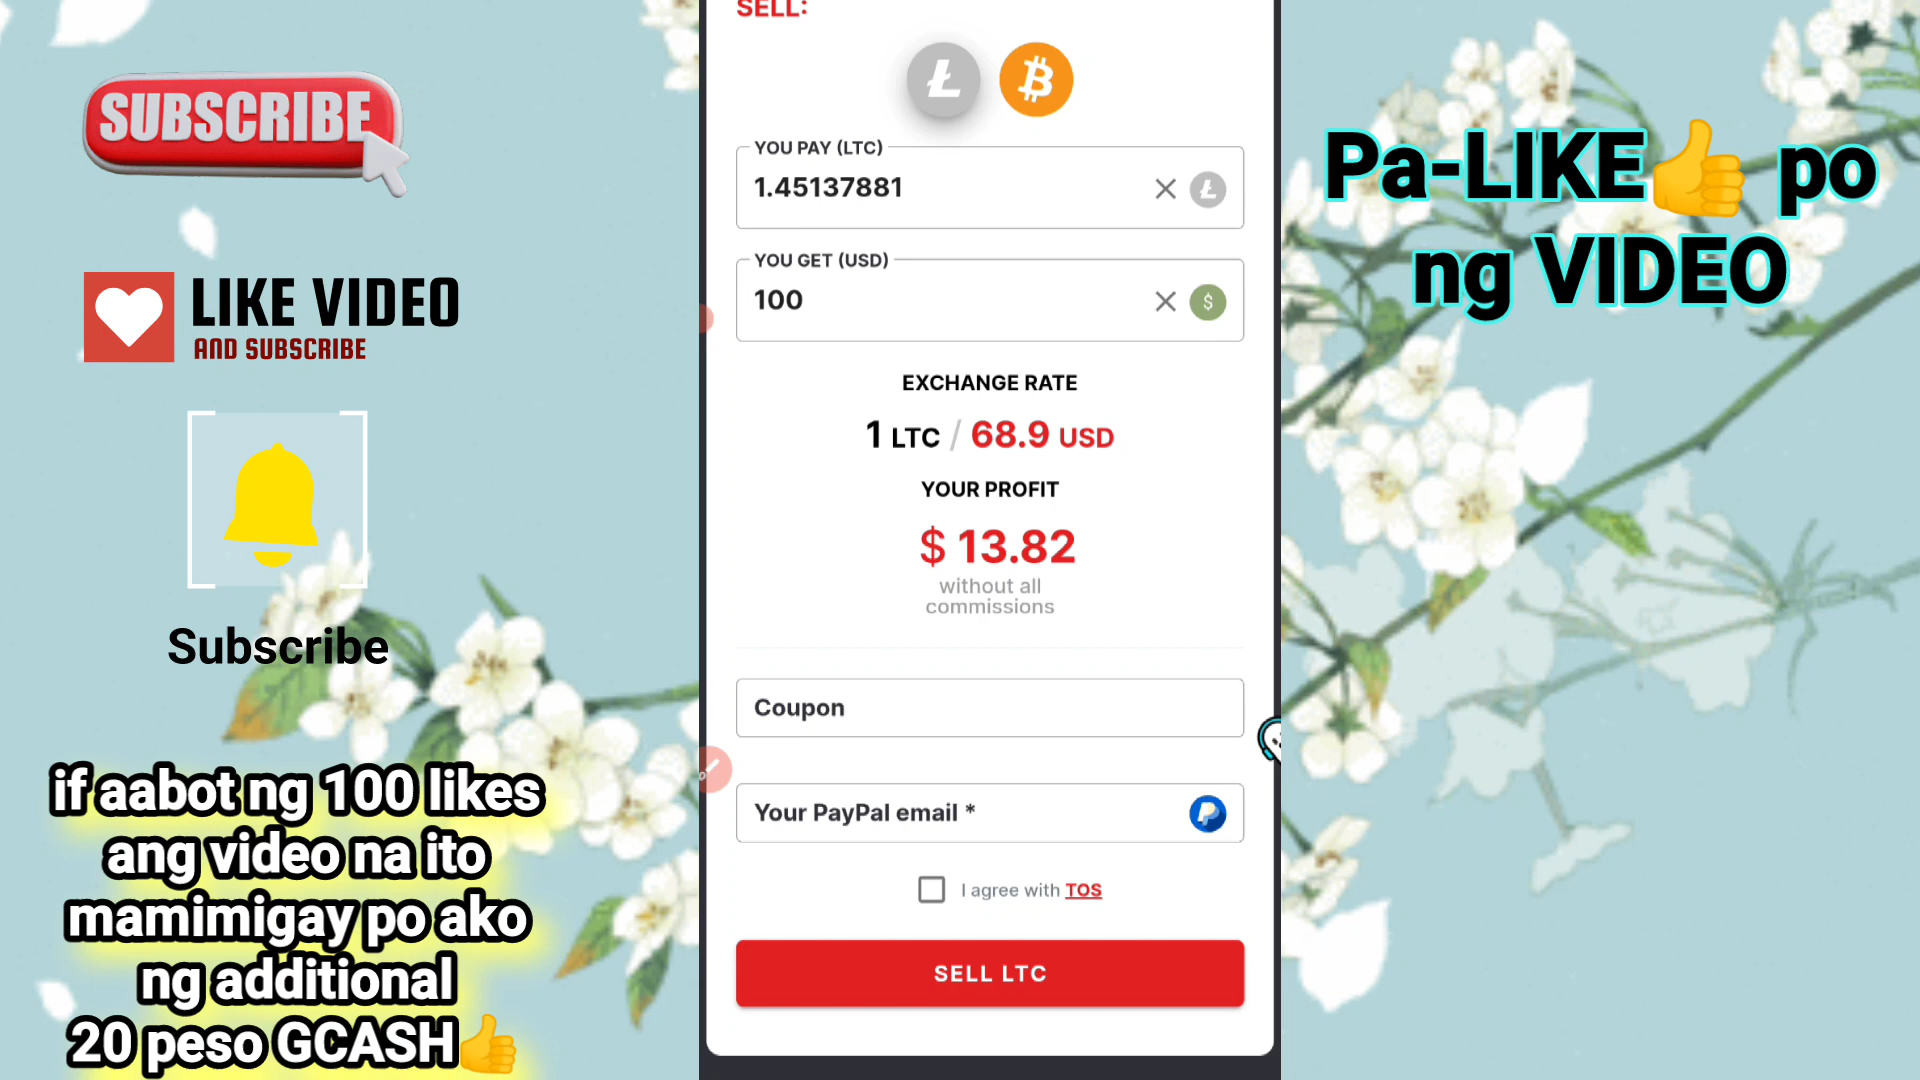 SUBSCRIBE
LIKE VIDEO
AND SUBSCRIBE
Subscribe
if aabot ng 100 likes
ang video na ito
mamimigay po ako
ng additional
20 peso GCASH👍
SELL:
YOU PAY (LTC)
1.45137881
YOU GET (USD)
100
EXCHANGE RATE
1 LTC / 68.9 USD
YOUR PROFIT
$ 13.82
without all
commissions
Coupon
Your PayPal email *
I agree with TOS
SELL LTC
Pa-LIKE👍 po
ng VIDEO